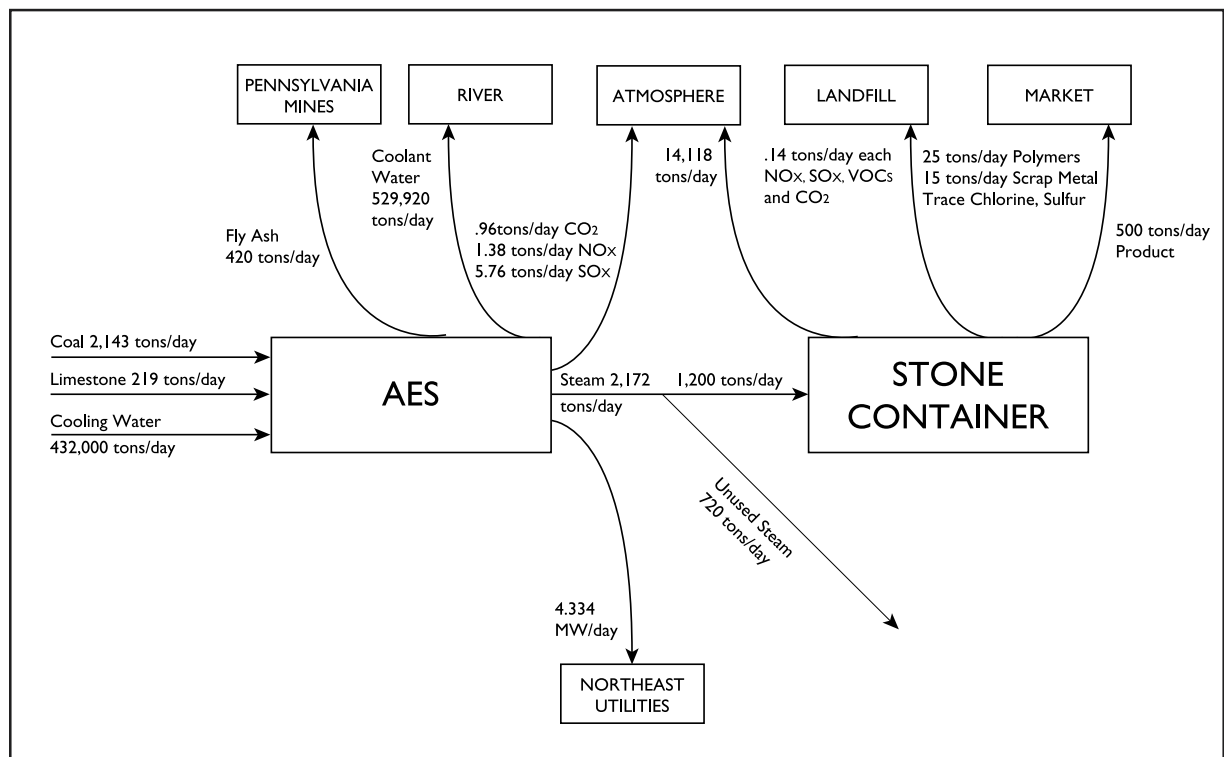 PENNSYLVANIA
MINES
RIVER
ATMOSPHERE
LANDFILL
MARKET
Coolant
Water
529,920
tons/day
14,118
tons/day
.14 tons/day each
NOx, SOx, VOCs
and CO2
25 tons/day Polymers
15 tons/day Scrap Metal
Trace Chlorine, Sulfur
Fly Ash
420 tons/day
.96tons/day CO2
1.38 tons/day NOx
5.76 tons/day SOx
500 tons/day
Product
Coal 2,143 tons/day
Limestone 219 tons/day
Cooling Water
432,000 tons/day
AES
Steam 2,172
tons/day
1,200 tons/day
STONE
CONTAINER
Unused Steam
720 tons/day
4.334
MW/day
NORTHEAST
UTILITIES